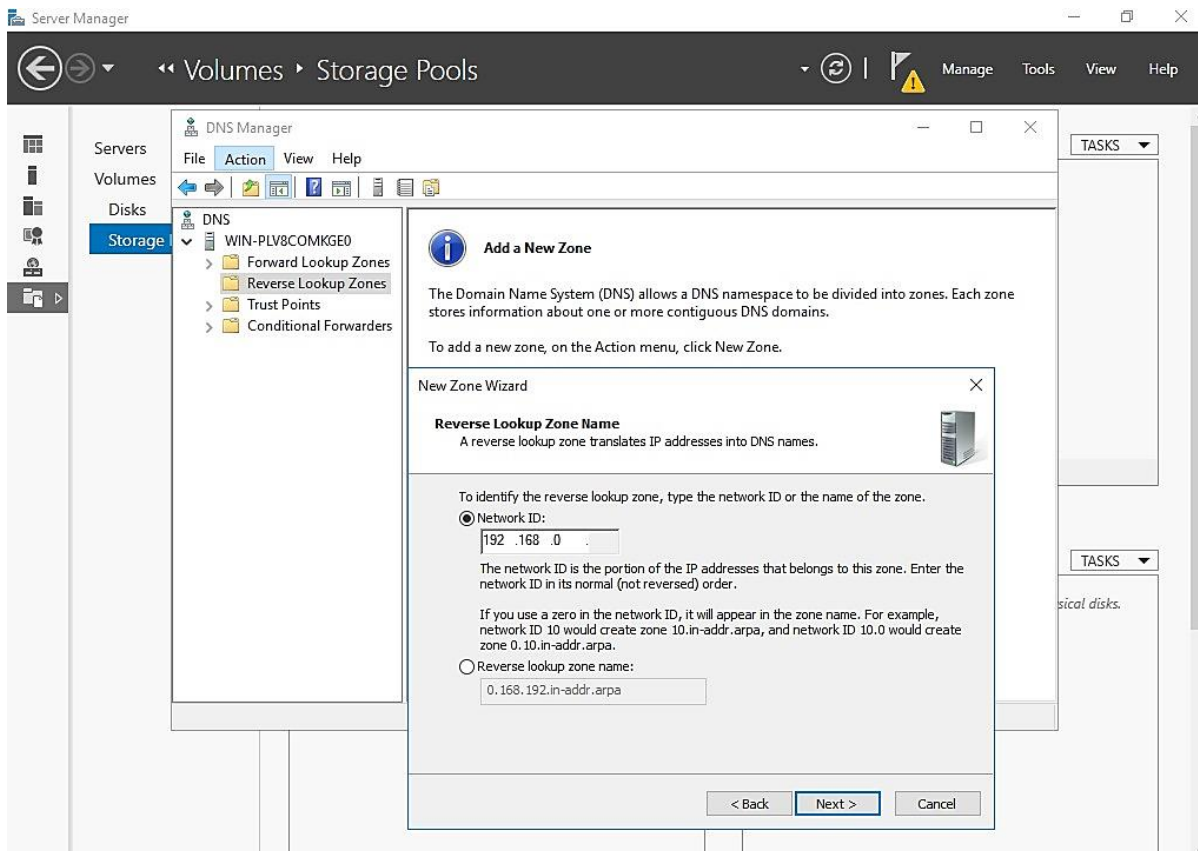 Server Manager
Volumes ▸ Storage Pools
Manage Tools View Help
Servers
Volumes
Disks
Storage
TASKS
DNS Manager
File Action View Help
DNS
WIN-PLV8COMKGE0
Forward Lookup Zones
Reverse Lookup Zones
Trust Points
Conditional Forwarders
Add a New Zone
The Domain Name System (DNS) allows a DNS namespace to be divided into zones. Each zone
stores information about one or more contiguous DNS domains.
To add a new zone, on the Action menu, click New Zone.
New Zone Wizard
Reverse Lookup Zone Name
A reverse lookup zone translates IP addresses into DNS names.
To identify the reverse lookup zone, type the network ID or the name of the zone.
Network ID:
192 .168 .0 .
The network ID is the portion of the IP addresses that belongs to this zone. Enter the
network ID in its normal (not reversed) order.
If you use a zero in the network ID, it will appear in the zone name. For example,
network ID 10 would create zone 10.in-addr.arpa, and network ID 10.0 would create
zone 0.10.in-addr.arpa.
Reverse lookup zone name:
0.168.192.in-addr.arpa
< Back Next > Cancel
TASKS
disks.